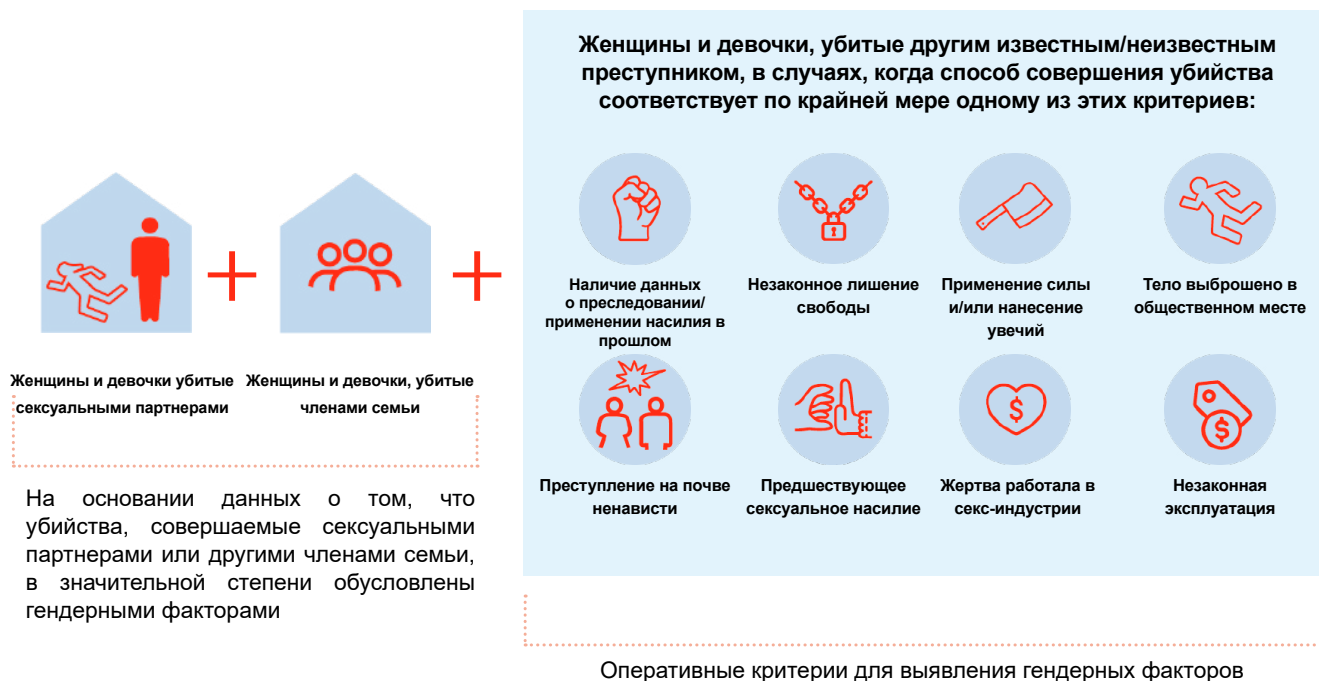 Женщины и девочки, убитые другим известным/неизвестным
преступником, в случаях, когда способ совершения убийства
соответствует по крайней мере одному из этих критериев:
Наличие данных
о преследовании/
применении насилия в
прошлом
Незаконное лишение
свободы
Применение силы
и/или нанесение
увечий
Тело выброшено в
общественном месте
Женщины и девочки убитые
сексуальными партнерами
Женщины и девочки, убитые
членами семьи
Преступление на почве
ненависти
Предшествующее
сексуальное насилие
$
Жертва работала в
секс-индустрии
$
Незаконная
эксплуатация
На основании данных о том, что
убийства, совершаемые сексуальными
партнерами или другими членами семьи,
в значительной степени обусловлены
гендерными факторами
Оперативные критерии для выявления гендерных факторов